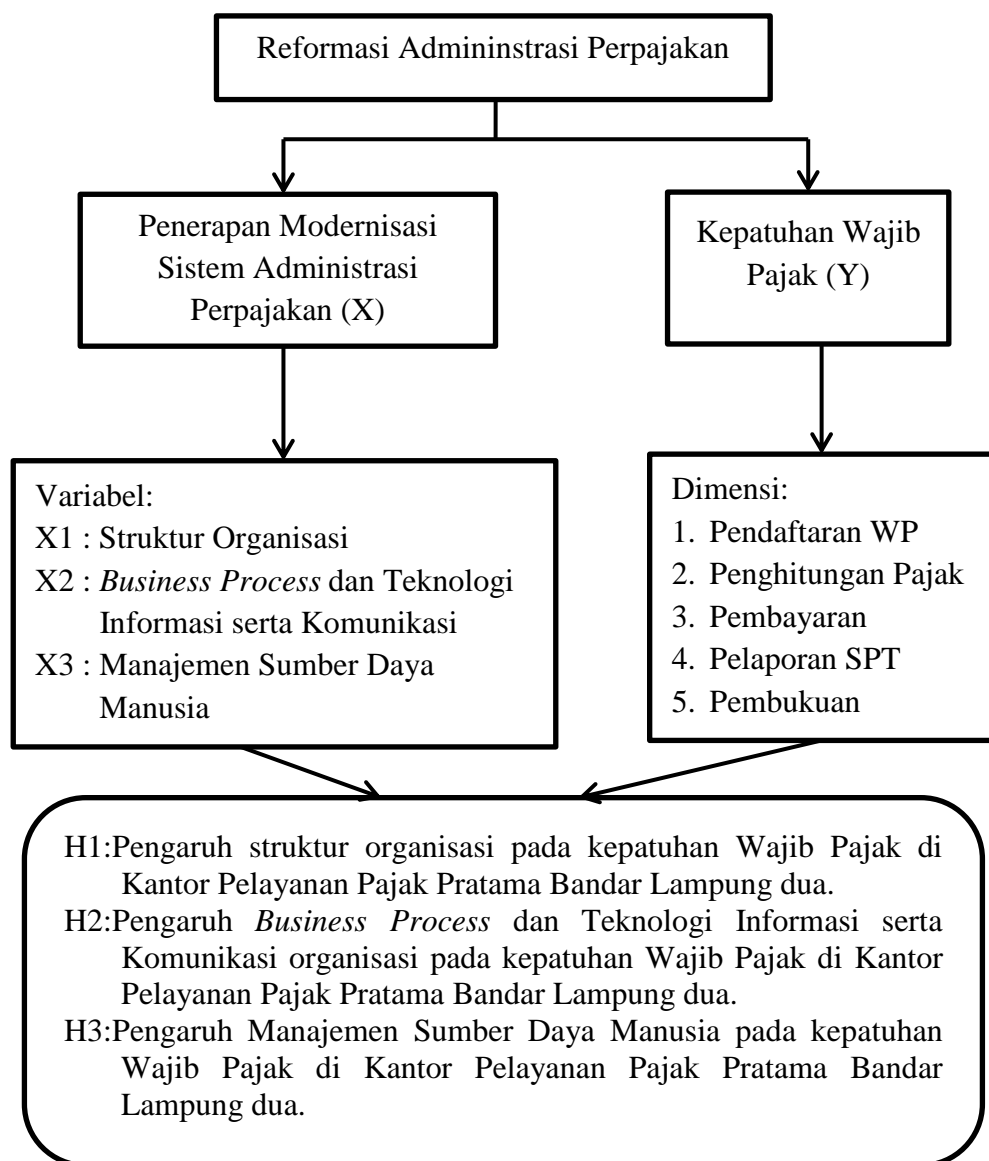 Reformasi Admininstrasi Perpajakan
Penerapan Modernisasi
Sistem Administrasi
Perpajakan (X)
Kepatuhan Wajib
Pajak (Y)
Variabel:
X1 : Struktur Organisasi
X2 : Business Process dan Teknologi
Informasi serta Komunikasi
X3 : Manajemen Sumber Daya
Manusia
Dimensi:
1. Pendaftaran WP
2. Penghitungan Pajak
3. Pembayaran
4. Pelaporan SPT
5. Pembukuan
H1:Pengaruh struktur organisasi pada kepatuhan Wajib Pajak di
Kantor Pelayanan Pajak Pratama Bandar Lampung dua.
H2:Pengaruh Business Process dan Teknologi Informasi serta
Komunikasi organisasi pada kepatuhan Wajib Pajak di Kantor
Pelayanan Pajak Pratama Bandar Lampung dua.
H3:Pengaruh Manajemen Sumber Daya Manusia pada kepatuhan
Wajib Pajak di Kantor Pelayanan Pajak Pratama Bandar
Lampung dua.